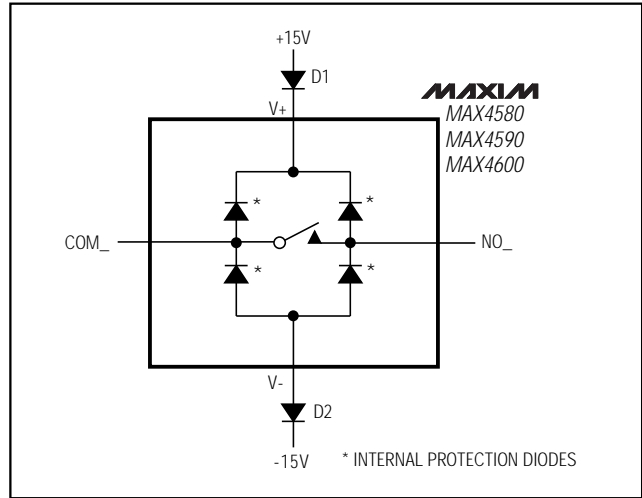 +15V
D1
MAXIM
V+
MAX4580
MAX4590
MAX4600
*
*
COM_
NO_
*
*
V-
D2
-15V
* INTERNAL PROTECTION DIODES